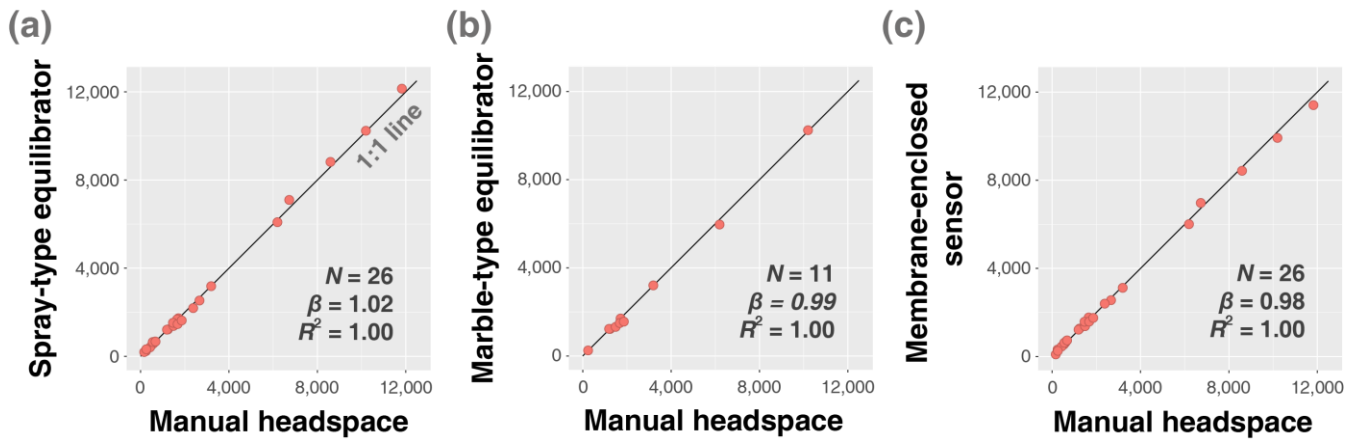 (a)
Spray-type equilibrator
12,000
8,000
4,000
0
1:1 line
N = 26
β = 1.02
R² = 1.00
0 4,000 8,000 12,000
Manual headspace
(b)
Marble-type equilibrator
12,000
8,000
4,000
0
N = 11
β = 0.99
R² = 1.00
0 4,000 8,000 12,000
Manual headspace
(c)
Membrane-enclosed
sensor
12,000
8,000
4,000
0
N = 26
β = 0.98
R² = 1.00
0 4,000 8,000 12,000
Manual headspace